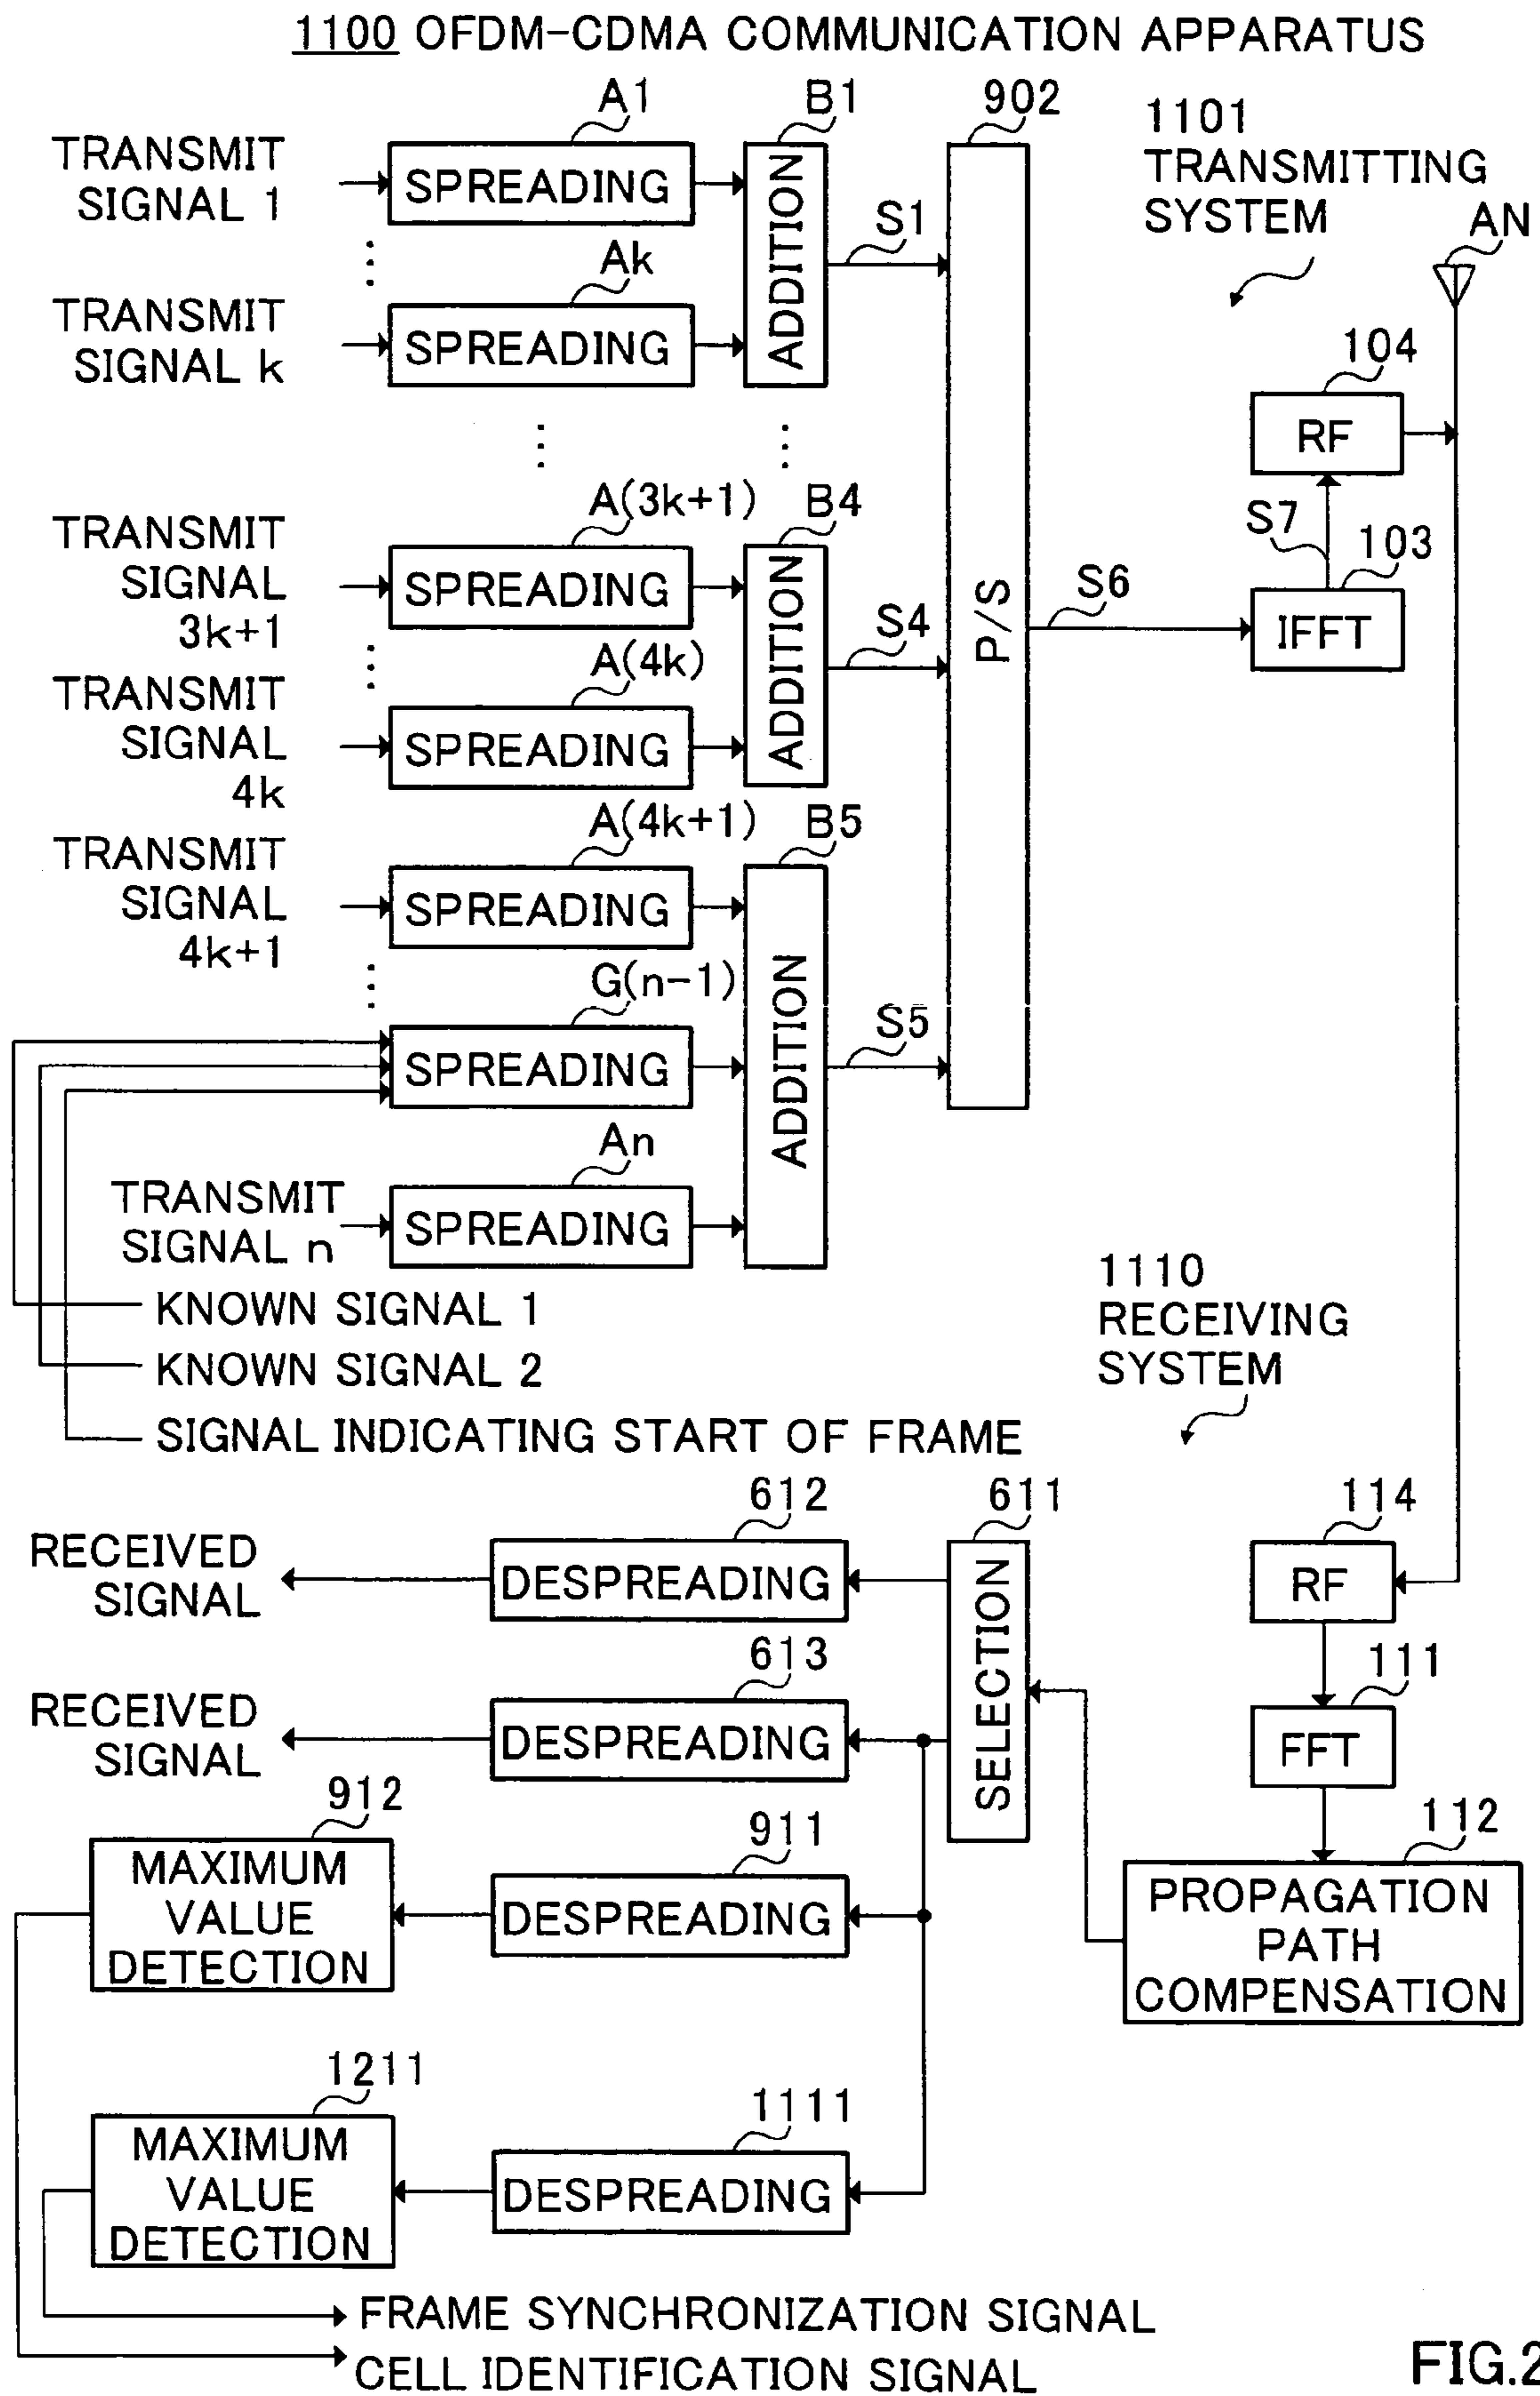 1100 OFDM-CDMA COMMUNICATION APPARATUS
A1
B1
902
1101
TRANSMITTING
SYSTEM
AN
TRANSMIT
SIGNAL 1
SPREADING
ADDITION
S1
⋮
Ak
TRANSMIT
SIGNAL k
SPREADING
104
RF
⋮
⋮
A(3k+1)
B4
S7
103
TRANSMIT
SIGNAL
3k+1
SPREADING
ADDITION
S4
P/S
S6
IFFT
⋮
A(4k)
TRANSMIT
SIGNAL
4k
SPREADING
A(4k+1)
B5
TRANSMIT
SIGNAL
4k+1
SPREADING
ADDITION
⋮
G(n-1)
SPREADING
S5
An
TRANSMIT
SIGNAL n
SPREADING
KNOWN SIGNAL 1
KNOWN SIGNAL 2
SIGNAL INDICATING START OF FRAME
1110
RECEIVING
SYSTEM
612
611
114
RECEIVED
SIGNAL
DESPREADING
SELECTION
RF
613
111
RECEIVED
SIGNAL
DESPREADING
FFT
912
911
112
MAXIMUM
VALUE
DETECTION
DESPREADING
PROPAGATION
PATH
COMPENSATION
1211
1111
MAXIMUM
VALUE
DETECTION
DESPREADING
FRAME SYNCHRONIZATION SIGNAL
CELL IDENTIFICATION SIGNAL
FIG.2